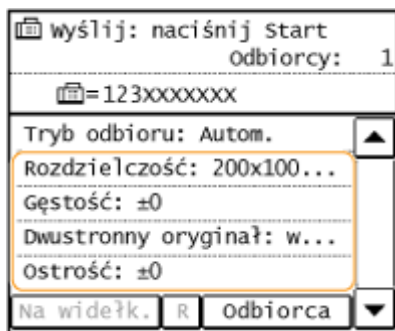 Wyślij: naciśnij Start
Odbiorcy: 1
=123xxxxxxx
Tryb odbioru: Autom.
Rozdzielczość: 200x100...
Gęstość: ±0
Dwustronny oryginał: w...
Ostrość: ±0
Na widełk. R Odbiorca